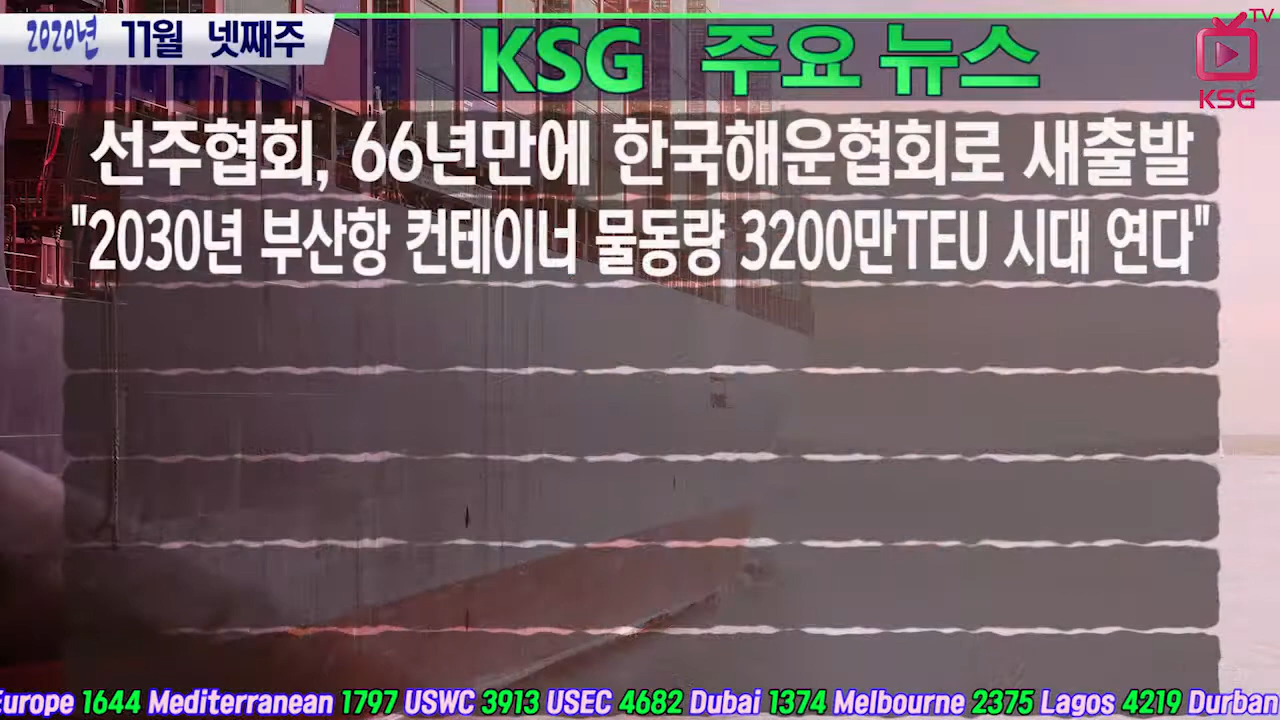 2020년 11월 넷째주
KSG 주요 뉴스
TV
KSG
선주협회, 66년만에 한국해운협회로 새출발
"2030년 부산항 컨테이너 물동량 3200만TEU 시대 연다"
Europe 1644 Mediterranean 1797 USWC 3913 USEC 4682 Dubai 1374 Melbourne 2375 Lagos 4219 Durban